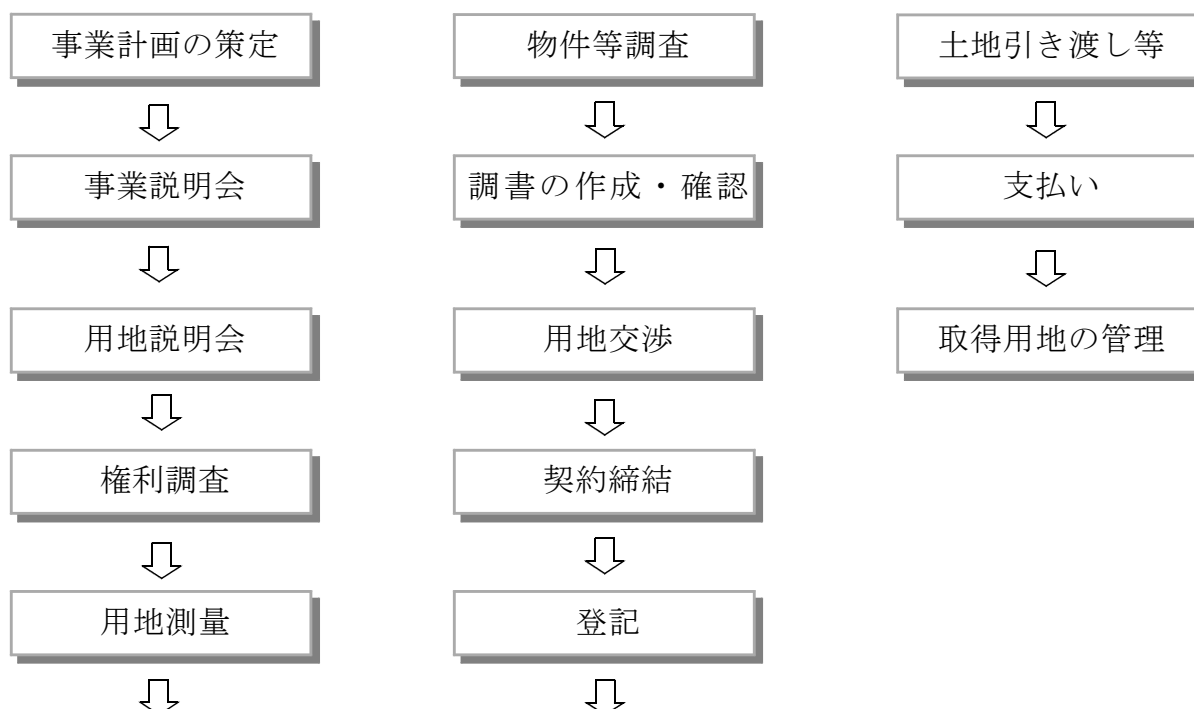 事業計画の策定
事業説明会
用地説明会
権利調査
用地測量
物件等調査
調書の作成・確認
用地交渉
契約締結
登記
土地引き渡し等
支払い
取得用地の管理